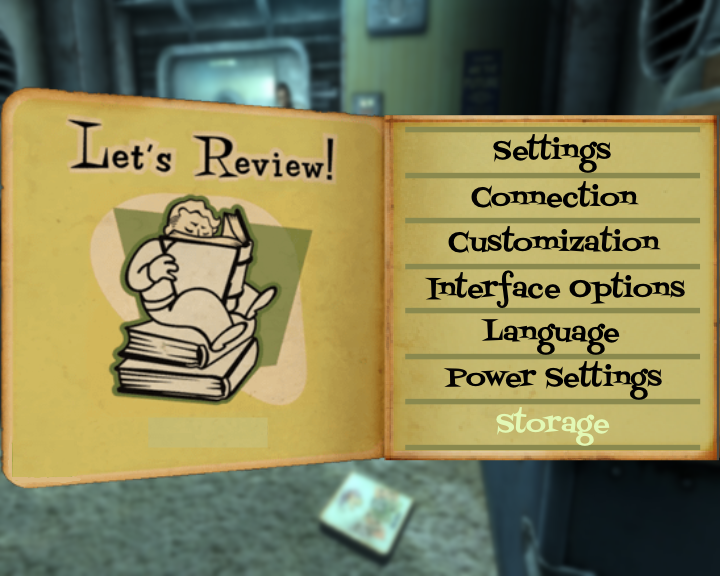 Let's Review!
Settings
Connection
Customization
Interface Options
Language
Power Settings
Storage